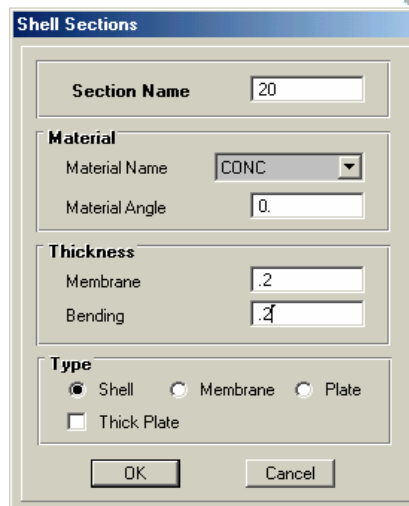 Shell Sections
Section Name 20
Material
Material Name CONC
Material Angle 0.
Thickness
Membrane .2
Bending .2
Type
Shell Membrane Plate
Thick Plate
OK Cancel